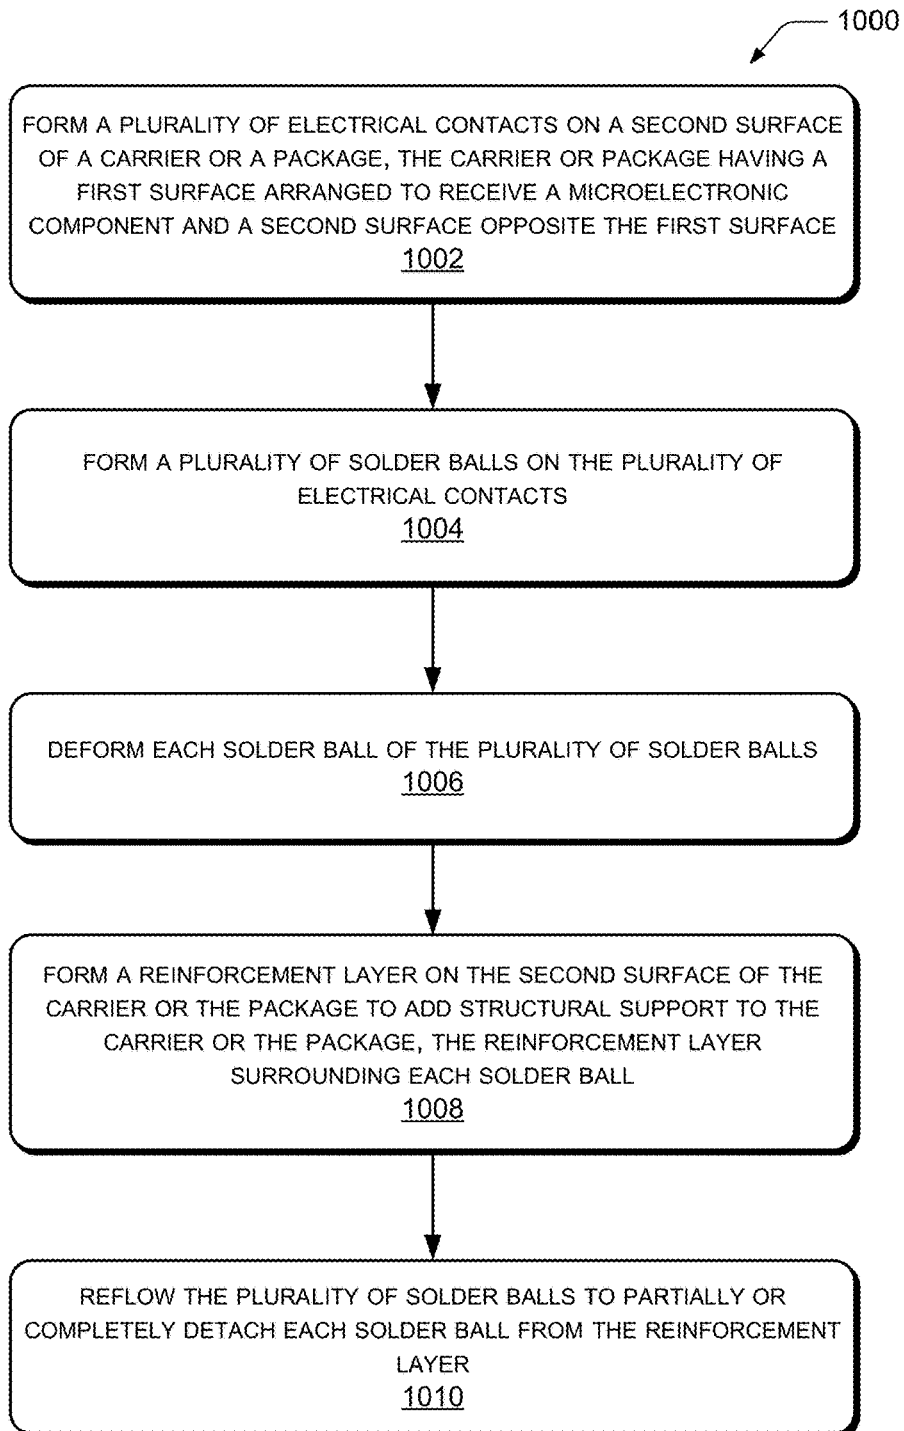 1000
FORM A PLURALITY OF ELECTRICAL CONTACTS ON A SECOND SURFACE
OF A CARRIER OR A PACKAGE, THE CARRIER OR PACKAGE HAVING A
FIRST SURFACE ARRANGED TO RECEIVE A MICROELECTRONIC
COMPONENT AND A SECOND SURFACE OPPOSITE THE FIRST SURFACE
1002
FORM A PLURALITY OF SOLDER BALLS ON THE PLURALITY OF
ELECTRICAL CONTACTS
1004
DEFORM EACH SOLDER BALL OF THE PLURALITY OF SOLDER BALLS
1006
FORM A REINFORCEMENT LAYER ON THE SECOND SURFACE OF THE
CARRIER OR THE PACKAGE TO ADD STRUCTURAL SUPPORT TO THE
CARRIER OR THE PACKAGE, THE REINFORCEMENT LAYER
SURROUNDING EACH SOLDER BALL
1008
REFLOW THE PLURALITY OF SOLDER BALLS TO PARTIALLY OR
COMPLETELY DETACH EACH SOLDER BALL FROM THE REINFORCEMENT
LAYER
1010